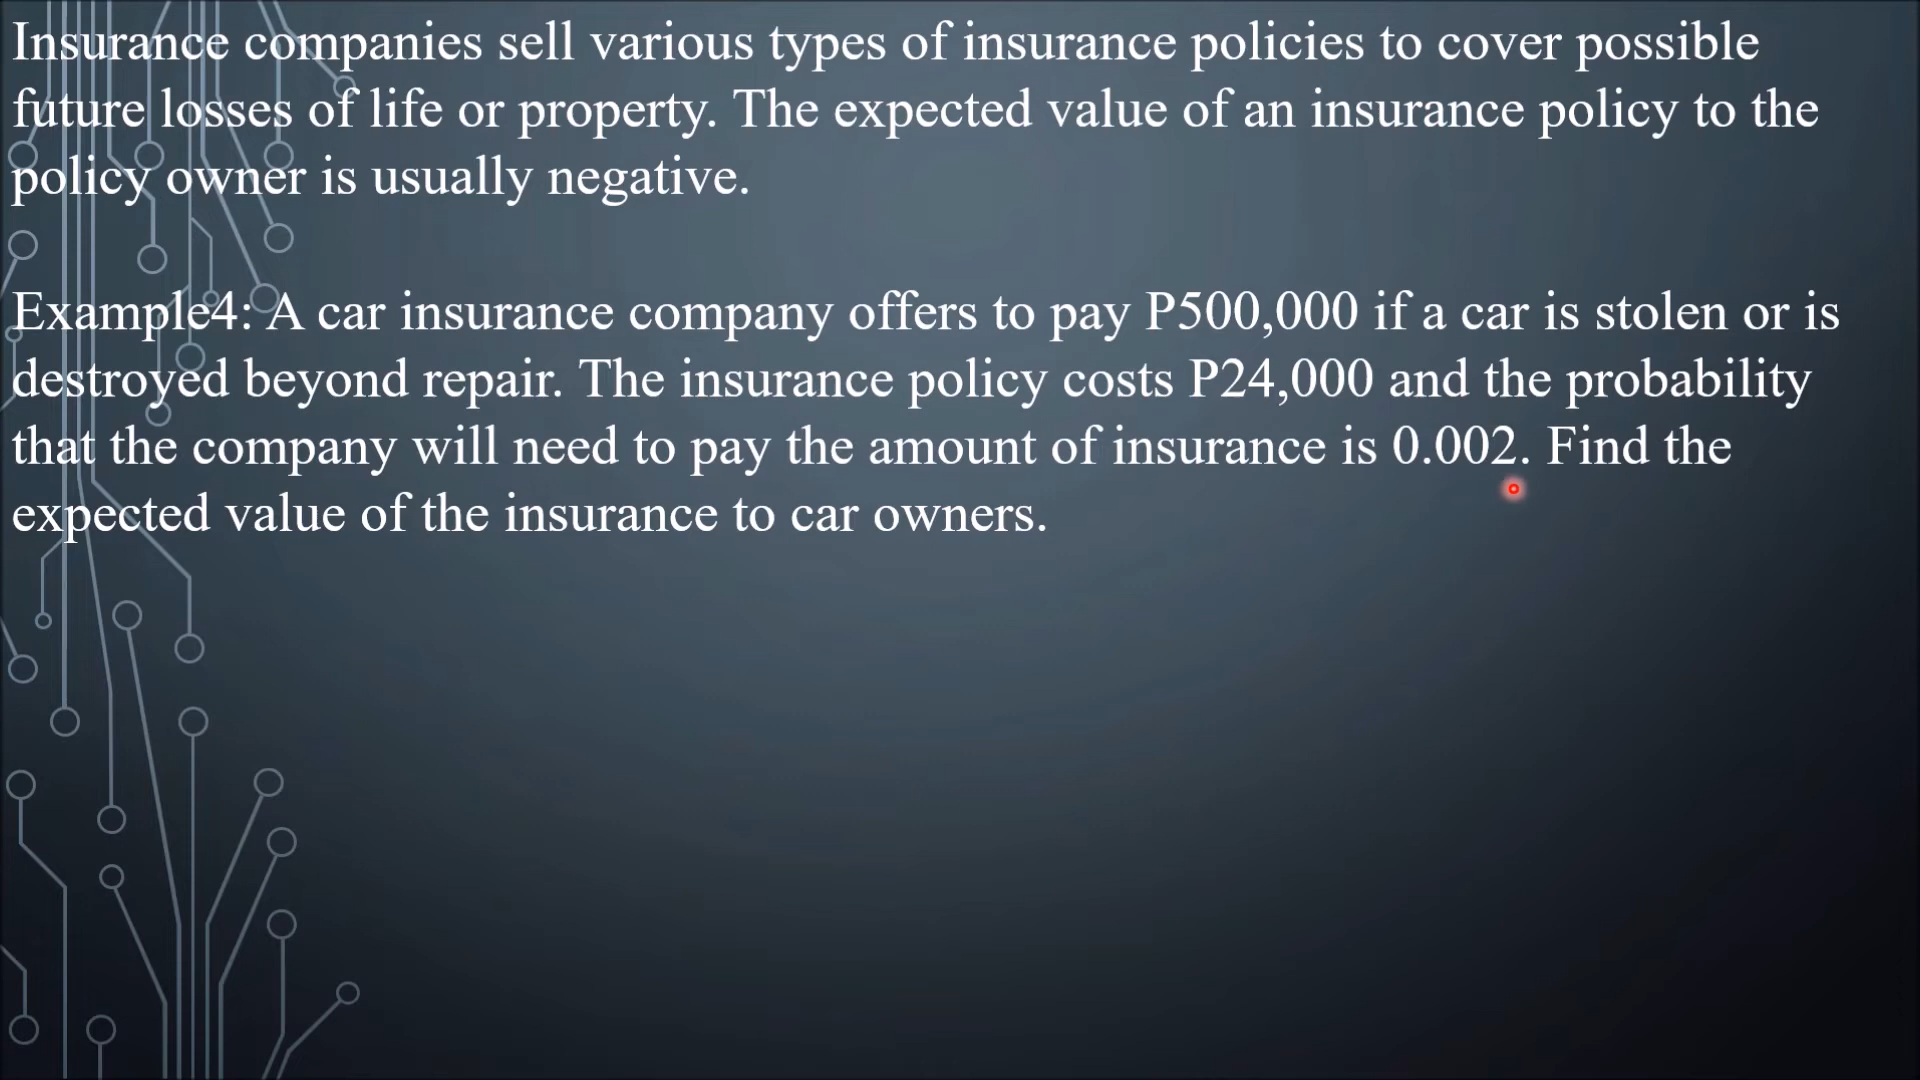 Insurance companies sell various types of insurance policies to cover possible
future losses of life or property. The expected value of an insurance policy to the
policy owner is usually negative.
Example4: A car insurance company offers to pay P500,000 if a car is stolen or is
destroyed beyond repair. The insurance policy costs P24,000 and the probability
that the company will need to pay the amount of insurance is 0.002. Find the
expected value of the insurance to car owners.